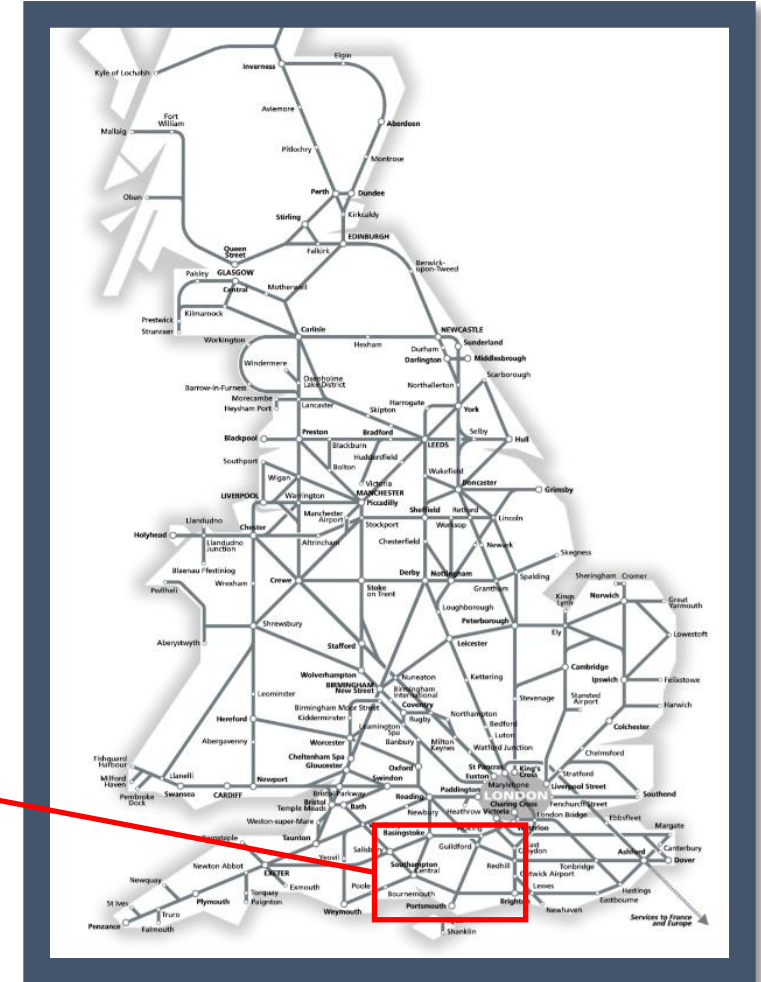 Elgin
Inverness
Kyle of Lochalsh
Aviemore
Fort
William
Mallaig
Aberdeen
Pitlochry
Montrose
Perth
Dundee
Oban
Stirling
Kirkcaldy
EDINBURGH
Queen
Street
Falkirk
Berwick-
upon-Tweed
Paisley
GLASGOW
Central
Motherwell
Prestwick
Kilmarnock
Stranraer
Carlisle
NEWCASTLE
Workington
Hexham
Sunderland
Durham
Darlington
Middlesbrough
Windermere
Scarborough
Oxenholme
Lake District
Northallerton
Barrow-in-Furness
Morecambe
Heysham Port
Lancaster
Harrogate
York
Skipton
Blackpool
Preston
Bradford
Selby
Hull
Blackburn
LEEDS
Huddersfield
Southport
Bolton
Wakefield
Wigan
Victoria
Doncaster
LIVERPOOL
Warrington
MANCHESTER
Piccadilly
Grimsby
Manchester
Airport
Sheffield
Retford
Llandudno
Chester
Stockport
Worksop
Lincoln
Holyhead
Llandudno
Junction
Altrincham
Chesterfield
Newark
Skegness
Blaenau Ffestiniog
Derby
Nottingham
Spalding
Sheringham
Cromer
Wrexham
Crewe
Stoke
on Trent
Grantham
Pwllheli
Kings
Lynn
Norwich
Great
Yarmouth
Loughborough
Peterborough
Shrewsbury
Ely
Lowestoft
Aberystwyth
Stafford
Leicester
Wolverhampton
Nuneaton
Kettering
Cambridge
BIRMINGHAM
New Street
Birmingham
International
Ipswich
Felixstowe
Leominster
Stevenage
Stansted
Airport
Birmingham Moor Street
Coventry
Harwich
Kidderminster
Rugby
Northampton
Hereford
Leamington
Spa
Bedford
Colchester
Worcester
Banbury
Milton
Keynes
Luton
Abergavenny
Watford Junction
Chelmsford
Cheltenham Spa
Fishguard
Harbour
Gloucester
Oxford
St Pancras
King's
Cross
Stratford
Llanelli
Newport
Swindon
Euston
Marylebone
Milford
Haven
Liverpool Street
Paddington
LONDON
Southend
Pembroke
Dock
Swansea
CARDIFF
Bristol Parkway
Reading
Fenchurch Street
Bristol
Temple Meads
Bath
Newbury
Heathrow
Victoria
Charing Cross
Ebbsfleet
Weston-super-Mare
London Bridge
Waterloo
Margate
Basingstoke
Woking
Barnstaple
Taunton
Guildford
East
Croydon
Canterbury
Salisbury
Ashford
Yeovil
Redhill
Tonbridge
Dover
Newton Abbot
Southampton
Central
Gatwick Airport
EXETER
Newquay
Exmouth
Poole
Lewes
Hastings
Torquay
Paignton
Bournemouth
Eastbourne
St Ives
Plymouth
Portsmouth
Brighton
Newhaven
Truro
Weymouth
Penzance
Falmouth
Services to France
and Europe
Shanklin